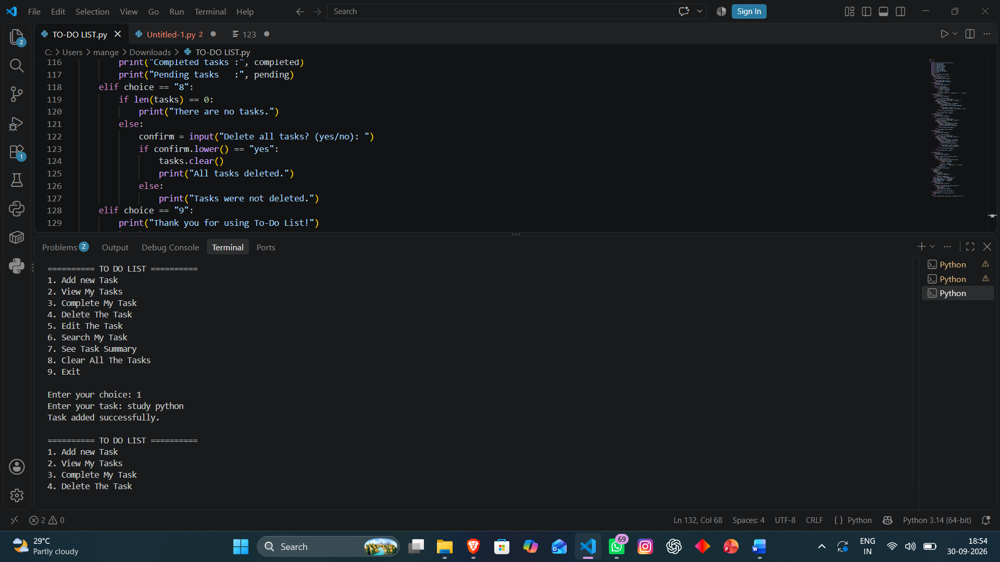 File Edit Selection View Go Run Terminal Help
Search
Sign In
2
TO-DO LIST.py
Untitled-1.py 2
123
C: > Users > mange > Downloads > TO-DO LIST.py
116 print("Completed tasks :", completed)
117 print("Pending tasks   :", pending)
118 elif choice == "8":
119 if len(tasks) == 0:
120 print("There are no tasks.")
121 else:
122 confirm = input("Delete all tasks? (yes/no): ")
123 if confirm.lower() == "yes":
124 tasks.clear()
125 print("All tasks deleted.")
126 else:
127 print("Tasks were not deleted.")
128 elif choice == "9":
129 print("Thank you for using To-Do List!")
1
Problems 2 Output Debug Console Terminal Ports
Python
Python
Python
========== TO DO LIST ==========
1. Add new Task
2. View My Tasks
3. Complete My Task
4. Delete The Task
5. Edit The Task
6. Search My Task
7. See Task Summary
8. Clear All The Tasks
9. Exit
Enter your choice: 1
Enter your task: study python
Task added successfully.
========== TO DO LIST ==========
1. Add new Task
2. View My Tasks
3. Complete My Task
4. Delete The Task
2 0
Ln 132, Col 68 Spaces: 4 UTF-8 CRLF { } Python Python 3.14 (64-bit)
29°C
Partly cloudy
Search
69
ENG
IN
18:54
30-09-2026